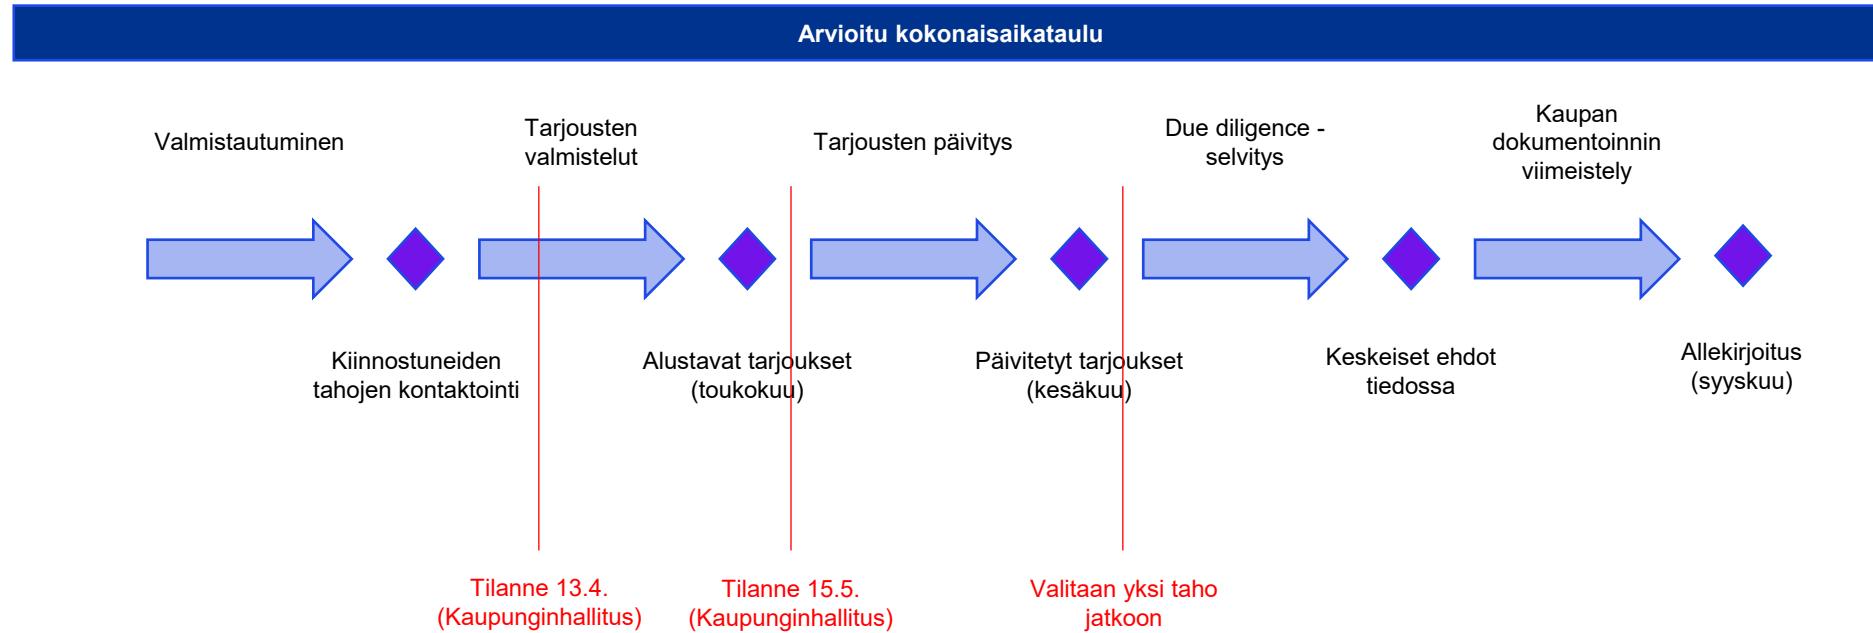 Arvioitu kokonaisaikataulu
Valmistautuminen
Tarjousten
valmistelut
Tarjousten päivitys
Due diligence -
selvitys
Kaupan
dokumentoinnin
viimeistely
Kiinnostuneiden
tahojen kontaktointi
Alustavat tarjoukset
(toukokuu)
Päivitetyt tarjoukset
(kesäkuu)
Keskeiset ehdot
tiedossa
Allekirjoitus
(syyskuu)
Tilanne 13.4.
(Kaupunginhallitus)
Tilanne 15.5.
(Kaupunginhallitus)
Valitaan yksi taho
jatkoon